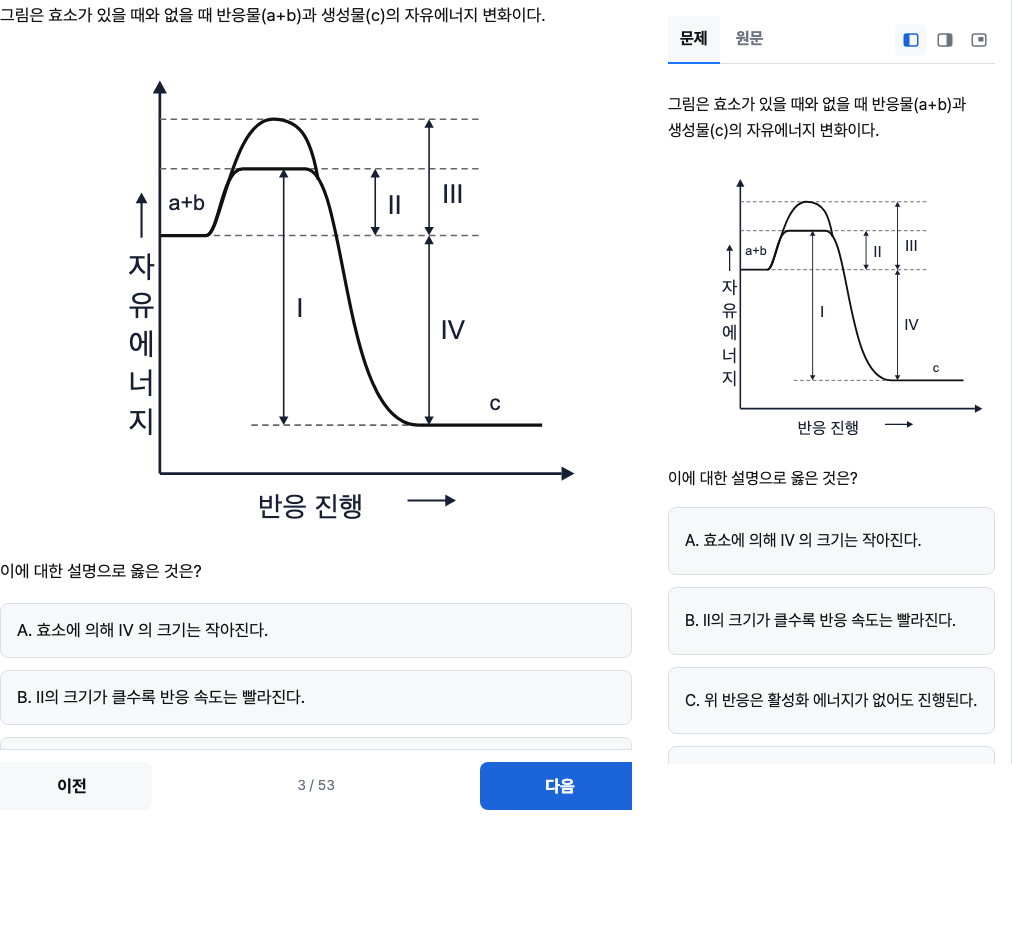 그림은 효소가 있을 때와 없을 때 반응물(a+b)과 생성물(c)의 자유에너지 변화이다.
a+b
III
II
I
IV
c
자
유
에
너
지
반응 진행
이에 대한 설명으로 옳은 것은?
A. 효소에 의해 IV 의 크기는 작아진다.
B. II의 크기가 클수록 반응 속도는 빨라진다.
이전
3 / 53
다음
문제
원문
그림은 효소가 있을 때와 없을 때 반응물(a+b)과
생성물(c)의 자유에너지 변화이다.
a+b
III
II
I
IV
c
자
유
에
너
지
반응 진행
이에 대한 설명으로 옳은 것은?
A. 효소에 의해 IV 의 크기는 작아진다.
B. II의 크기가 클수록 반응 속도는 빨라진다.
C. 위 반응은 활성화 에너지가 없어도 진행된다.